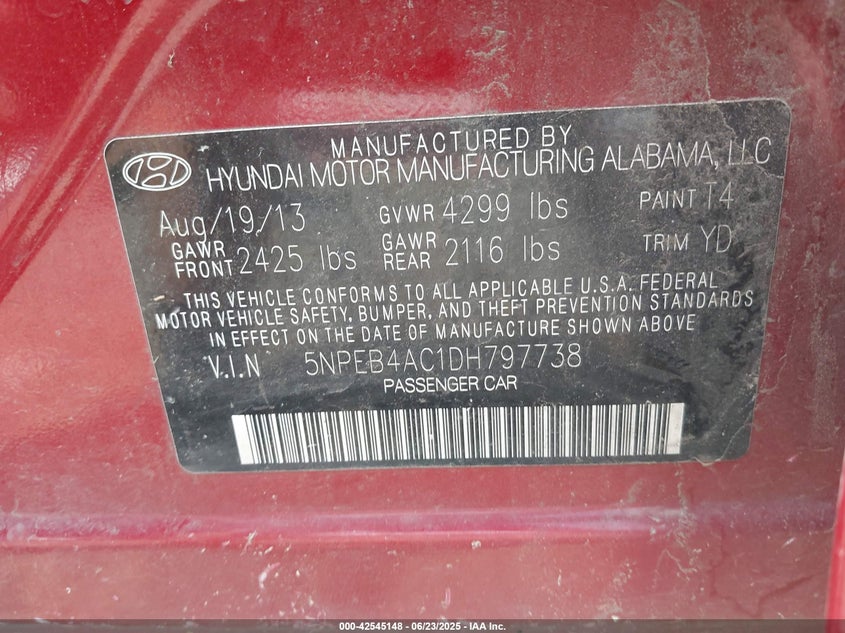 MANUFACTURED BY
HYUNDAI MOTOR MANUFACTURING ALABAMA, LLC
Aug/19/13 GVWR 4299 lbs PAINT T4
GAWR FRONT 2425 lbs GAWR REAR 2116 lbs TRIM YD
THIS VEHICLE CONFORMS TO ALL APPLICABLE U.S.A. FEDERAL
MOTOR VEHICLE SAFETY, BUMPER, AND THEFT PREVENTION STANDARDS
IN EFFECT ON THE DATE OF MANUFACTURE SHOWN ABOVE
V.I.N 5NPEB4AC1DH797738
PASSENGER CAR
000-42545148 - 06/23/2025 - IAA Inc.